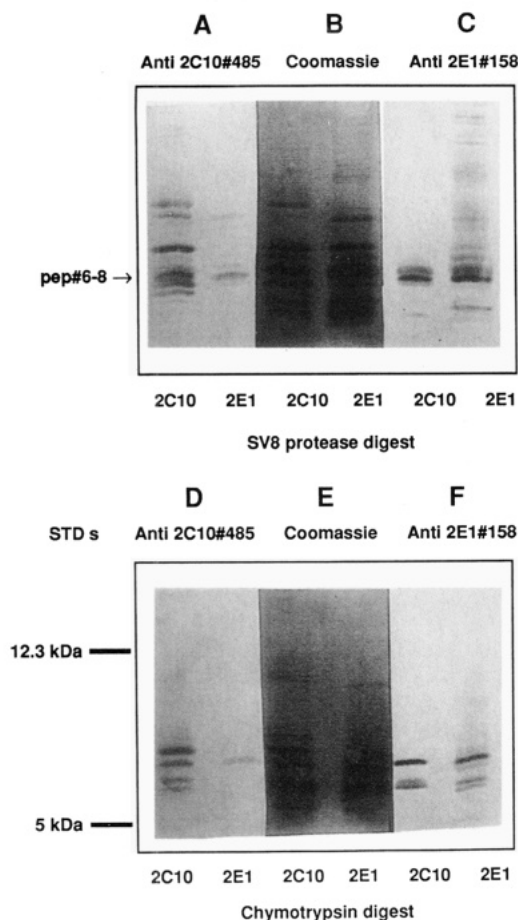 A B C
Anti 2C10#485 Coomassie Anti 2E1#158
pep#6-8 →
2C10 2E1 2C10 2E1 2C10 2E1
SV8 protease digest
D E F
STD s Anti 2C10#485 Coomassie Anti 2E1#158
12.3 kDa
5 kDa
2C10 2E1 2C10 2E1 2C10 2E1
Chymotrypsin digest